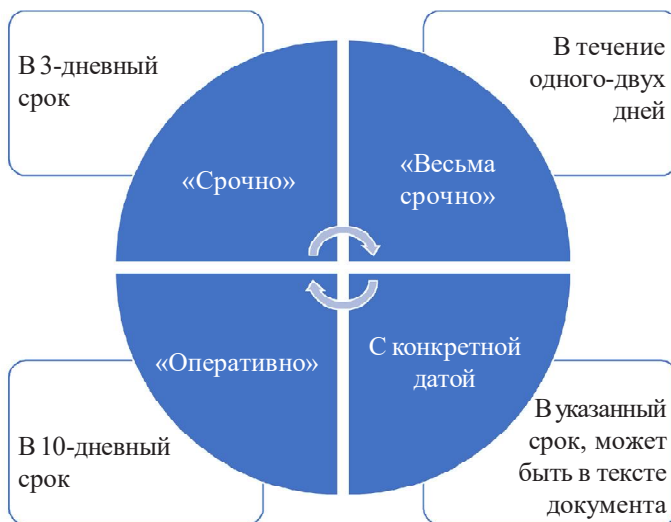 В 3-дневный
срок
«Срочно»
В течение
одного-двух
дней
«Весьма
срочно»
«Оперативно»
В 10-дневный
срок
С конкретной
датой
В указанный
срок, может
быть в тексте
документа